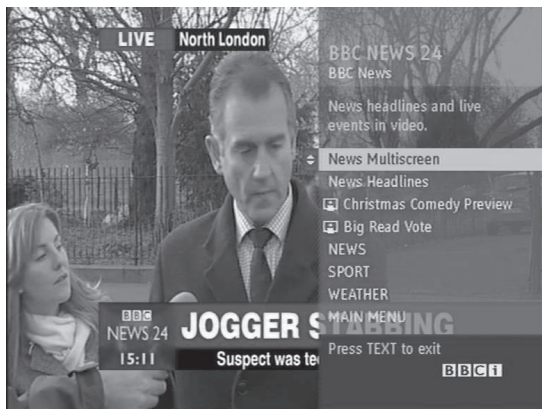 LIVE North London
BBC NEWS 24
BBC News
News headlines and live
events in video.
News Multiscreen
News Headlines
Christmas Comedy Preview
Big Read Vote
NEWS
SPORT
WEATHER
MAIN MENU
Press TEXT to exit
BBCi
BBC
NEWS 24
15:11
JOGGER STABBING
Suspect was